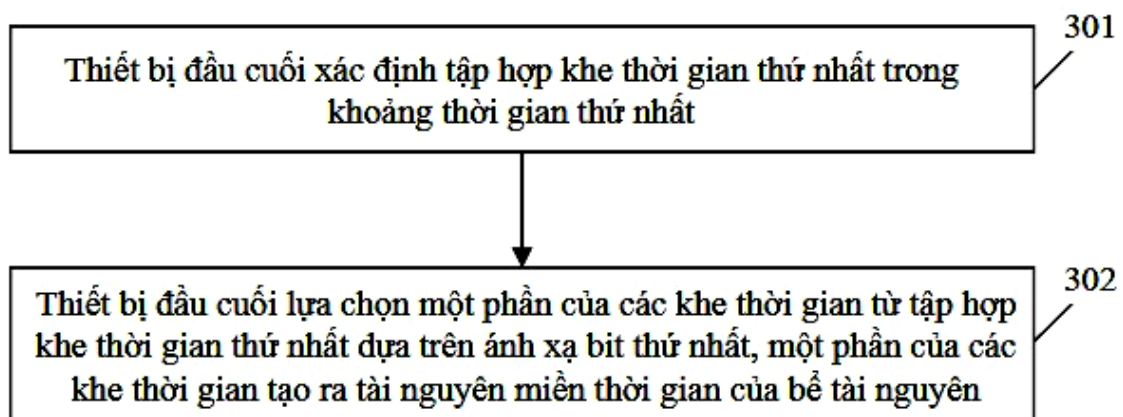 301
Thiết bị đầu cuối xác định tập hợp khe thời gian thứ nhất trong
khoảng thời gian thứ nhất
302
Thiết bị đầu cuối lựa chọn một phần của các khe thời gian từ tập hợp
khe thời gian thứ nhất dựa trên ánh xạ bit thứ nhất, một phần của các
khe thời gian tạo ra tài nguyên miền thời gian của bể tài nguyên